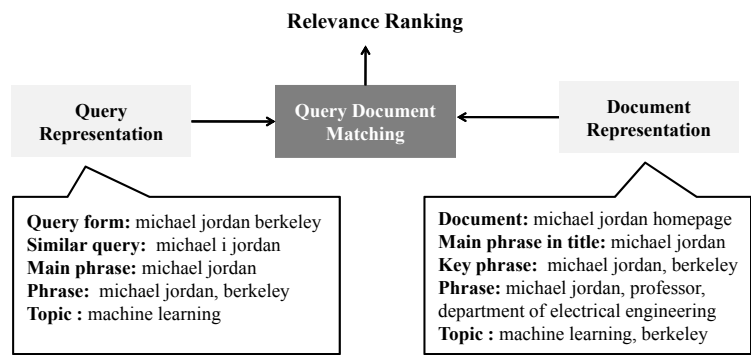 Relevance Ranking
Query
Representation
Query Document
Matching
Document
Representation
Query form: michael jordan berkeley
Similar query: michael i jordan
Main phrase: michael jordan
Phrase: michael jordan, berkeley
Topic : machine learning
Document: michael jordan homepage
Main phrase in title: michael jordan
Key phrase: michael jordan, berkeley
Phrase: michael jordan, professor,
department of electrical engineering
Topic : machine learning, berkeley